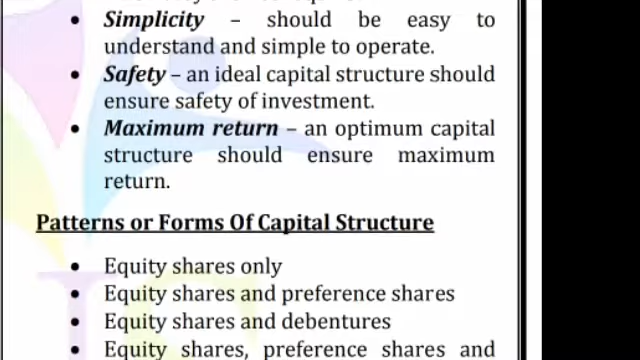 • Simplicity – should be easy to
understand and simple to operate.
• Safety – an ideal capital structure should
ensure safety of investment.
• Maximum return – an optimum capital
structure should ensure maximum
return.
Patterns or Forms Of Capital Structure
• Equity shares only
• Equity shares and preference shares
• Equity shares and debentures
• Equity shares, preference shares and